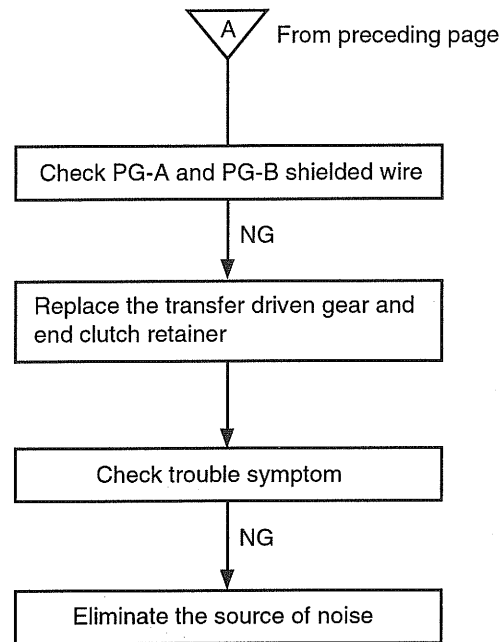 A
From preceding page
Check PG-A and PG-B shielded wire
NG
Replace the transfer driven gear and
end clutch retainer
Check trouble symptom
NG
Eliminate the source of noise